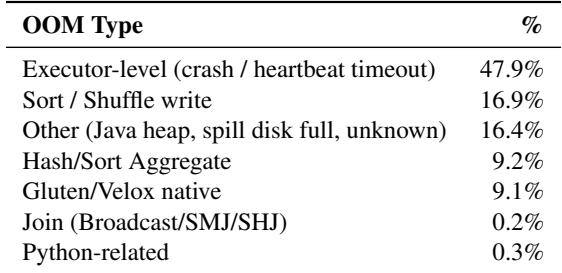 OOM Type %
Executor-level (crash / heartbeat timeout) 47.9%
Sort / Shuffle write 16.9%
Other (Java heap, spill disk full, unknown) 16.4%
Hash/Sort Aggregate 9.2%
Gluten/Velox native 9.1%
Join (Broadcast/SMJ/SHJ) 0.2%
Python-related 0.3%